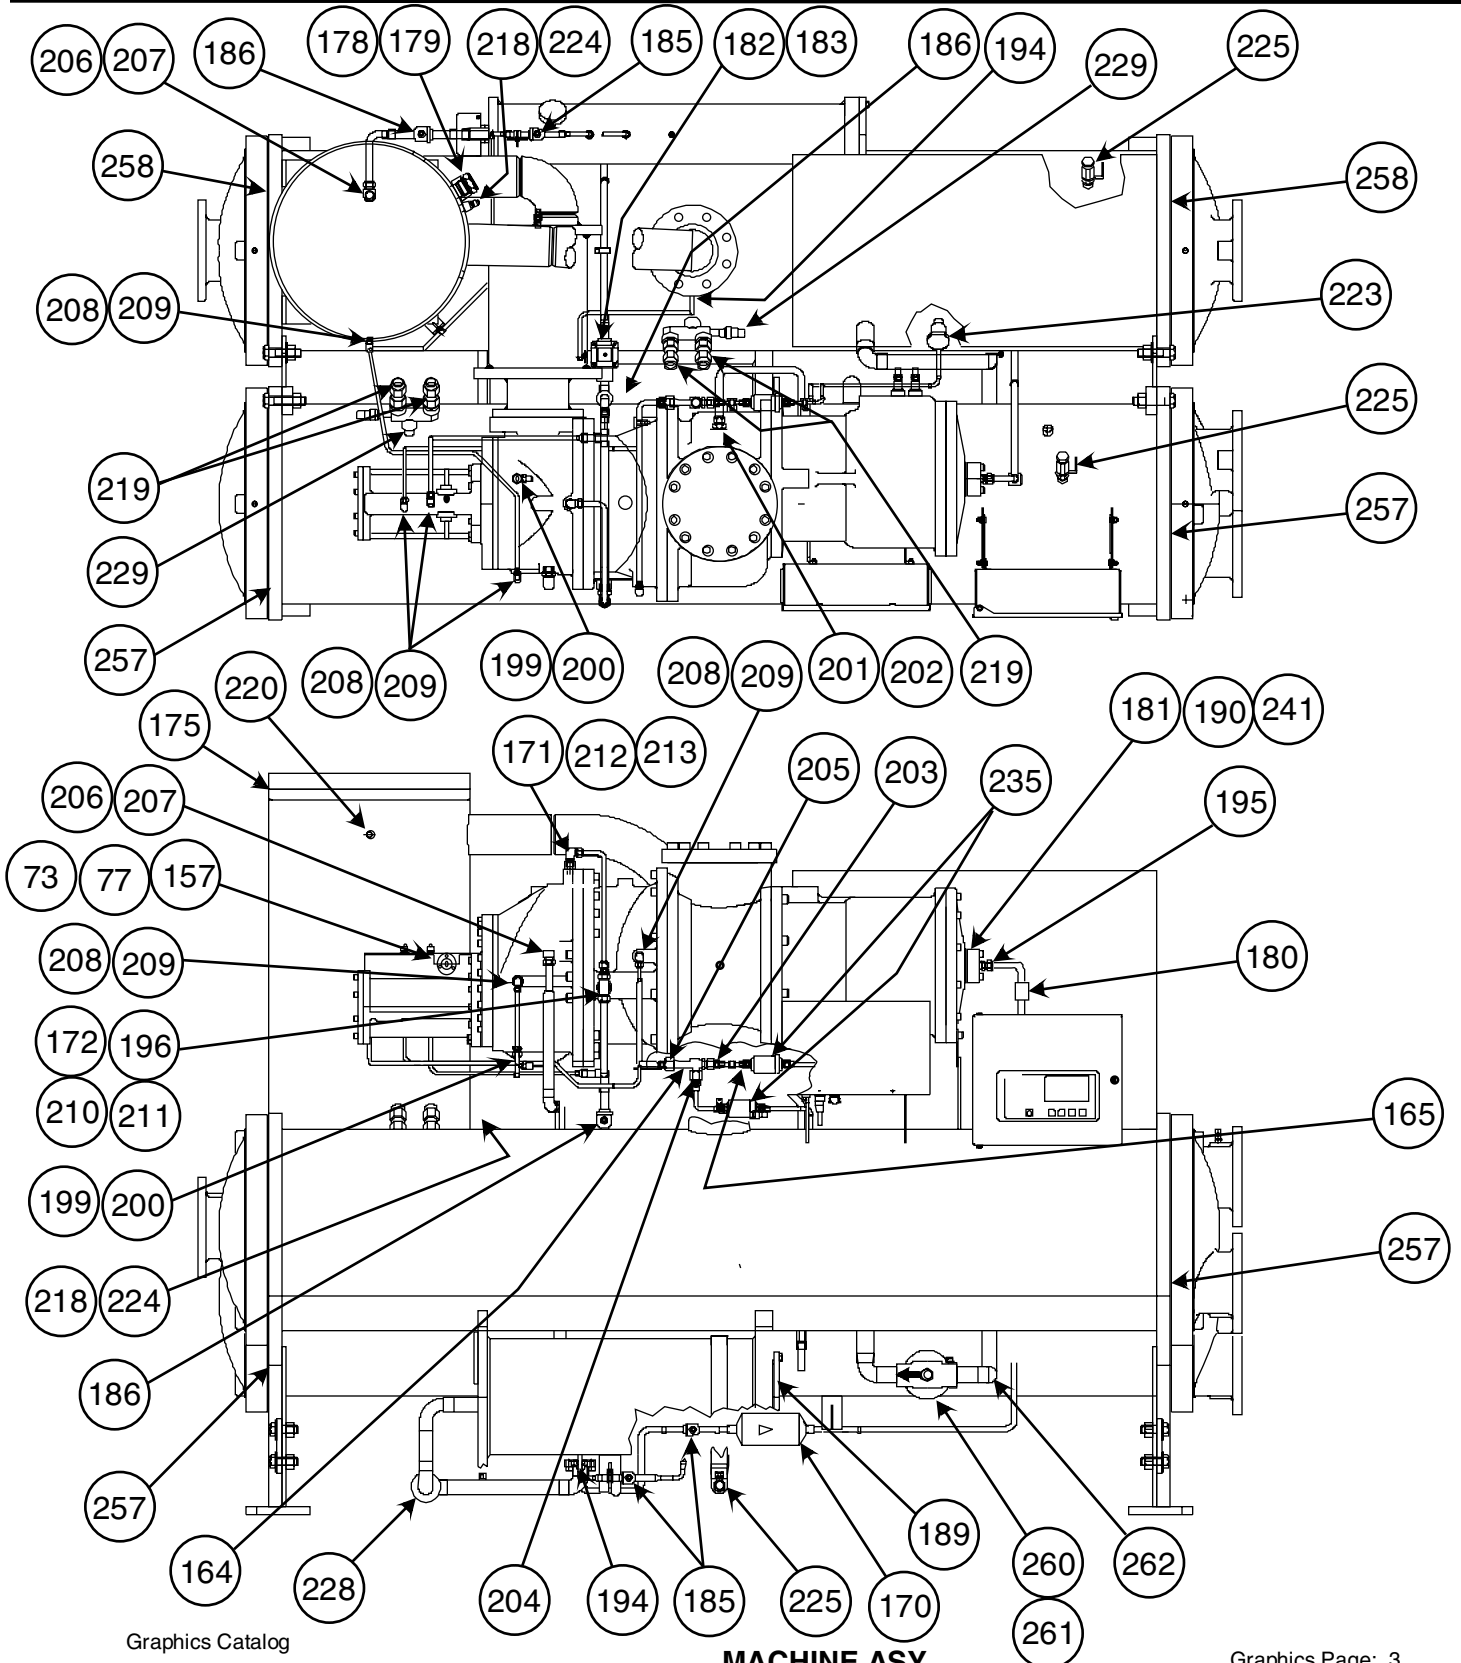 206 207 186 178 179 218 224 185 182 183 186 194 229 225
258 258
208 209 223
219 225
229 257
257 208 209 199 200 208 209 201 202 219
220
175 171 212 213 205 203 235 181 190 241
206 207 195
73 77 157
208 209 180
172 196
210 211 165
199 200
218 224 257
186
257 189
164 228 204 194 185 225 170 260 262
261
Graphics Catalog
MACHINE ASY
Graphics Page: 3